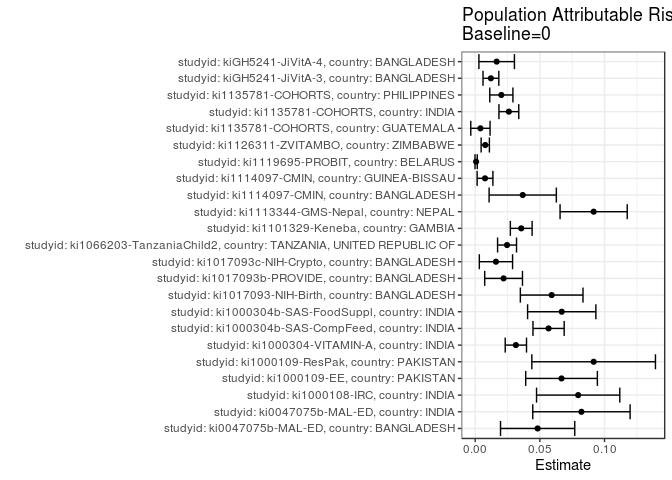 Population Attributable Ris
Baseline=0
studyid: kiGH5241-JiVitA-4, country: BANGLADESH
studyid: kiGH5241-JiVitA-3, country: BANGLADESH
studyid: ki1135781-COHORTS, country: PHILIPPINES
studyid: ki1135781-COHORTS, country: INDIA
studyid: ki1135781-COHORTS, country: GUATEMALA
studyid: ki1126311-ZVITAMBO, country: ZIMBABWE
studyid: ki1119695-PROBIT, country: BELARUS
studyid: ki1114097-CMIN, country: GUINEA-BISSAU
studyid: ki1114097-CMIN, country: BANGLADESH
studyid: ki1113344-GMS-Nepal, country: NEPAL
studyid: ki1101329-Keneba, country: GAMBIA
studyid: ki1066203-TanzaniaChild2, country: TANZANIA, UNITED REPUBLIC OF
studyid: ki1017093c-NIH-Crypto, country: BANGLADESH
studyid: ki1017093b-PROVIDE, country: BANGLADESH
studyid: ki1017093-NIH-Birth, country: BANGLADESH
studyid: ki1000304b-SAS-FoodSuppl, country: INDIA
studyid: ki1000304b-SAS-CompFeed, country: INDIA
studyid: ki1000304-VITAMIN-A, country: INDIA
studyid: ki1000109-ResPak, country: PAKISTAN
studyid: ki1000109-EE, country: PAKISTAN
studyid: ki1000108-IRC, country: INDIA
studyid: ki0047075b-MAL-ED, country: INDIA
studyid: ki0047075b-MAL-ED, country: BANGLADESH
0.00 0.05 0.10
Estimate